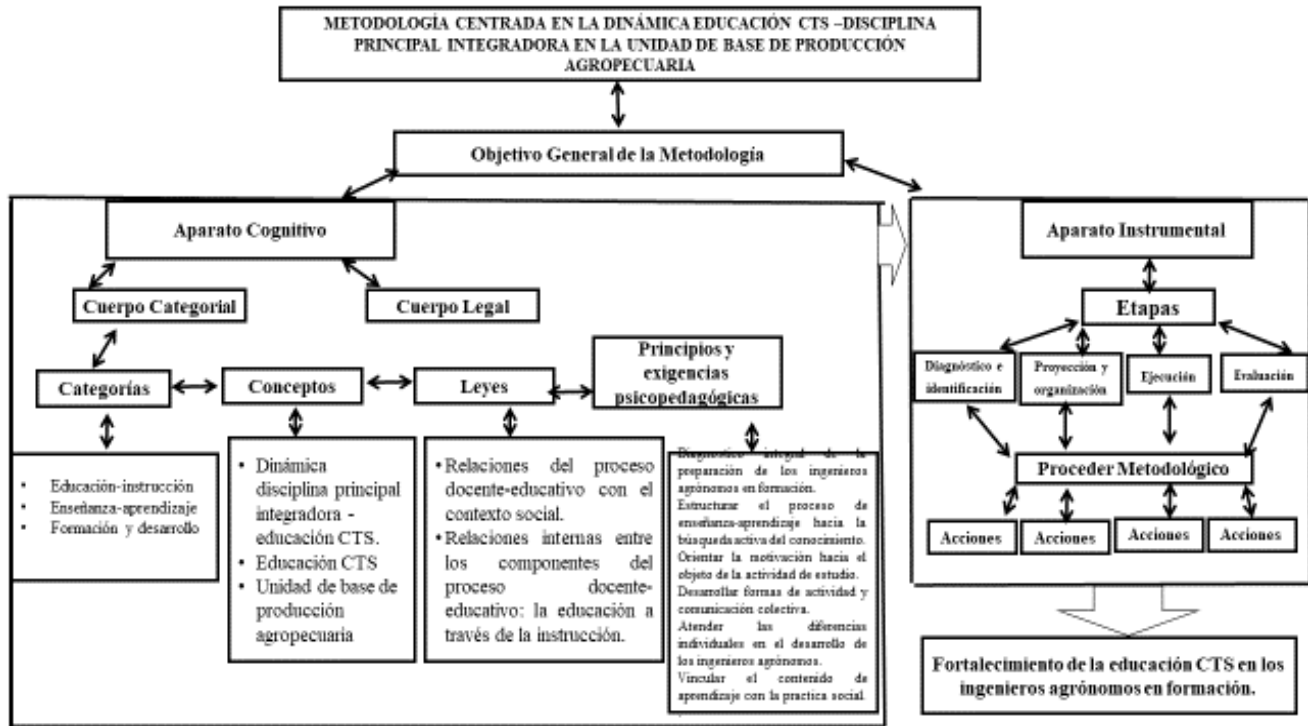 METODOLOGÍA CENTRADA EN LA DINÁMICA EDUCACIÓN CTS –DISCIPLINA
PRINCIPAL INTEGRADORA EN LA UNIDAD DE BASE DE PRODUCCIÓN
AGROPECUARIA
Objetivo General de la Metodología
Aparato Cognitivo
Cuerpo Categorial
Cuerpo Legal
Categorías
Conceptos
Leyes
Principios y
exigencias
psicopedagógicas
• Educación-instrucción
• Enseñanza-aprendizaje
• Formación y desarrollo
• Dinámica
disciplina principal
integradora -
educación CTS.
• Educación CTS
• Unidad de base de
producción
agropecuaria
• Relaciones del proceso
docente-educativo con el
contexto social.
• Relaciones internas entre
los componentes del
proceso docente-
educativo: la educación a
través de la instrucción.
Diagnostico integral de la
preparación de los ingenieros
agrónomos en formación.
Estructurar el proceso de
enseñanza-aprendizaje hacia la
búsqueda activa del conocimiento.
Orientar la motivación hacia el
objeto de la actividad de estudio.
Desarrollar formas de actividad y
comunicación colectiva.
Atender las diferencias
individuales en el desarrollo de
los ingenieros agrónomos.
Vincular el contenido de
aprendizaje con la practica social.
Aparato Instrumental
Etapas
Diagnóstico e
identificación
Proyección y
organización
Ejecución
Evaluación
Proceder Metodológico
Acciones
Acciones
Acciones
Acciones
Fortalecimiento de la educación CTS en los
ingenieros agrónomos en formación.